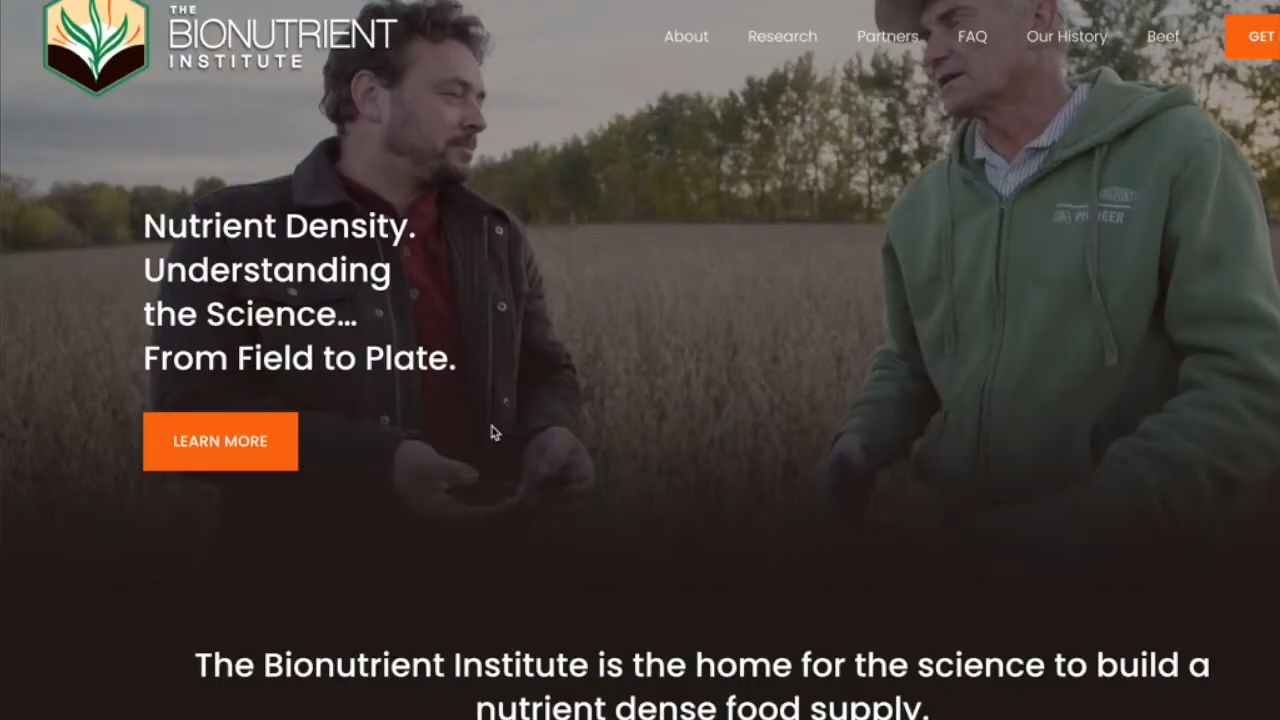 THE
BIONUTRIENT
INSTITUTE
About Research Partners FAQ Our History Beef GET
Nutrient Density.
Understanding
the Science...
From Field to Plate.
LEARN MORE
The Bionutrient Institute is the home for the science to build a
nutrient dense food supply.